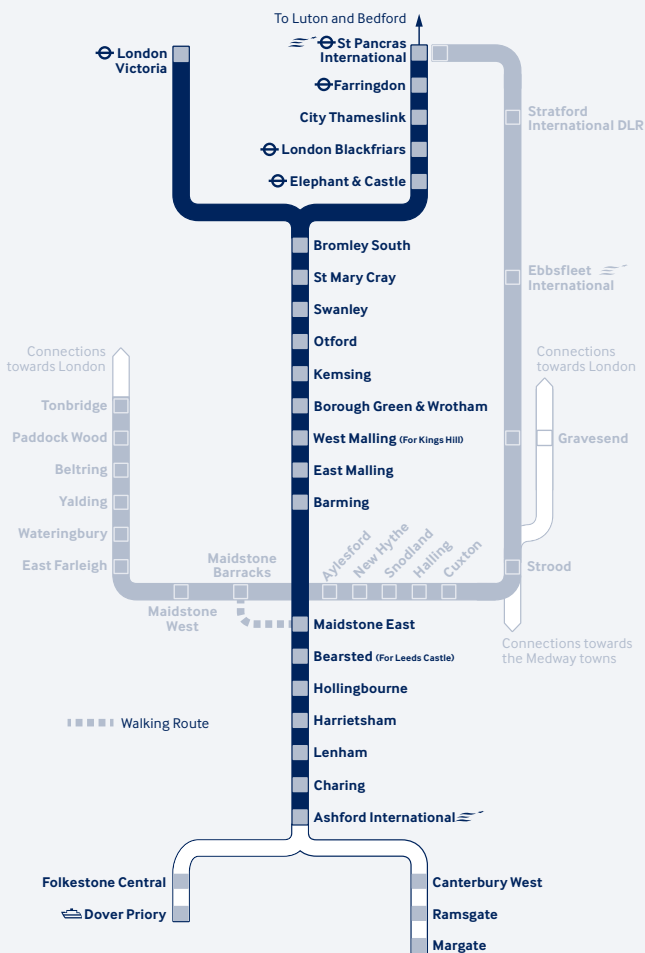 To Luton and Bedford
London
Victoria
St Pancras
International
Farringdon
City Thameslink
London Blackfriars
Elephant & Castle
Stratford
International DLR
Bromley South
St Mary Cray
Swanley
Otford
Kemsing
Borough Green & Wrotham
West Malling (For Kings Hill)
East Malling
Barming
Ebbsfleet
International
Connections
towards London
Gravesend
Strood
Connections towards
the Medway towns
Connections
towards London
Tonbridge
Paddock Wood
Beltring
Yalding
Wateringbury
East Farleigh
Maidstone
West
Maidstone
Barracks
Aylesford
New Hythe
Snodland
Halling
Cuxton
Maidstone East
Bearsted (For Leeds Castle)
Hollingbourne
Harrietsham
Lenham
Charing
Ashford International
Walking Route
Folkestone Central
Dover Priory
Canterbury West
Ramsgate
Margate